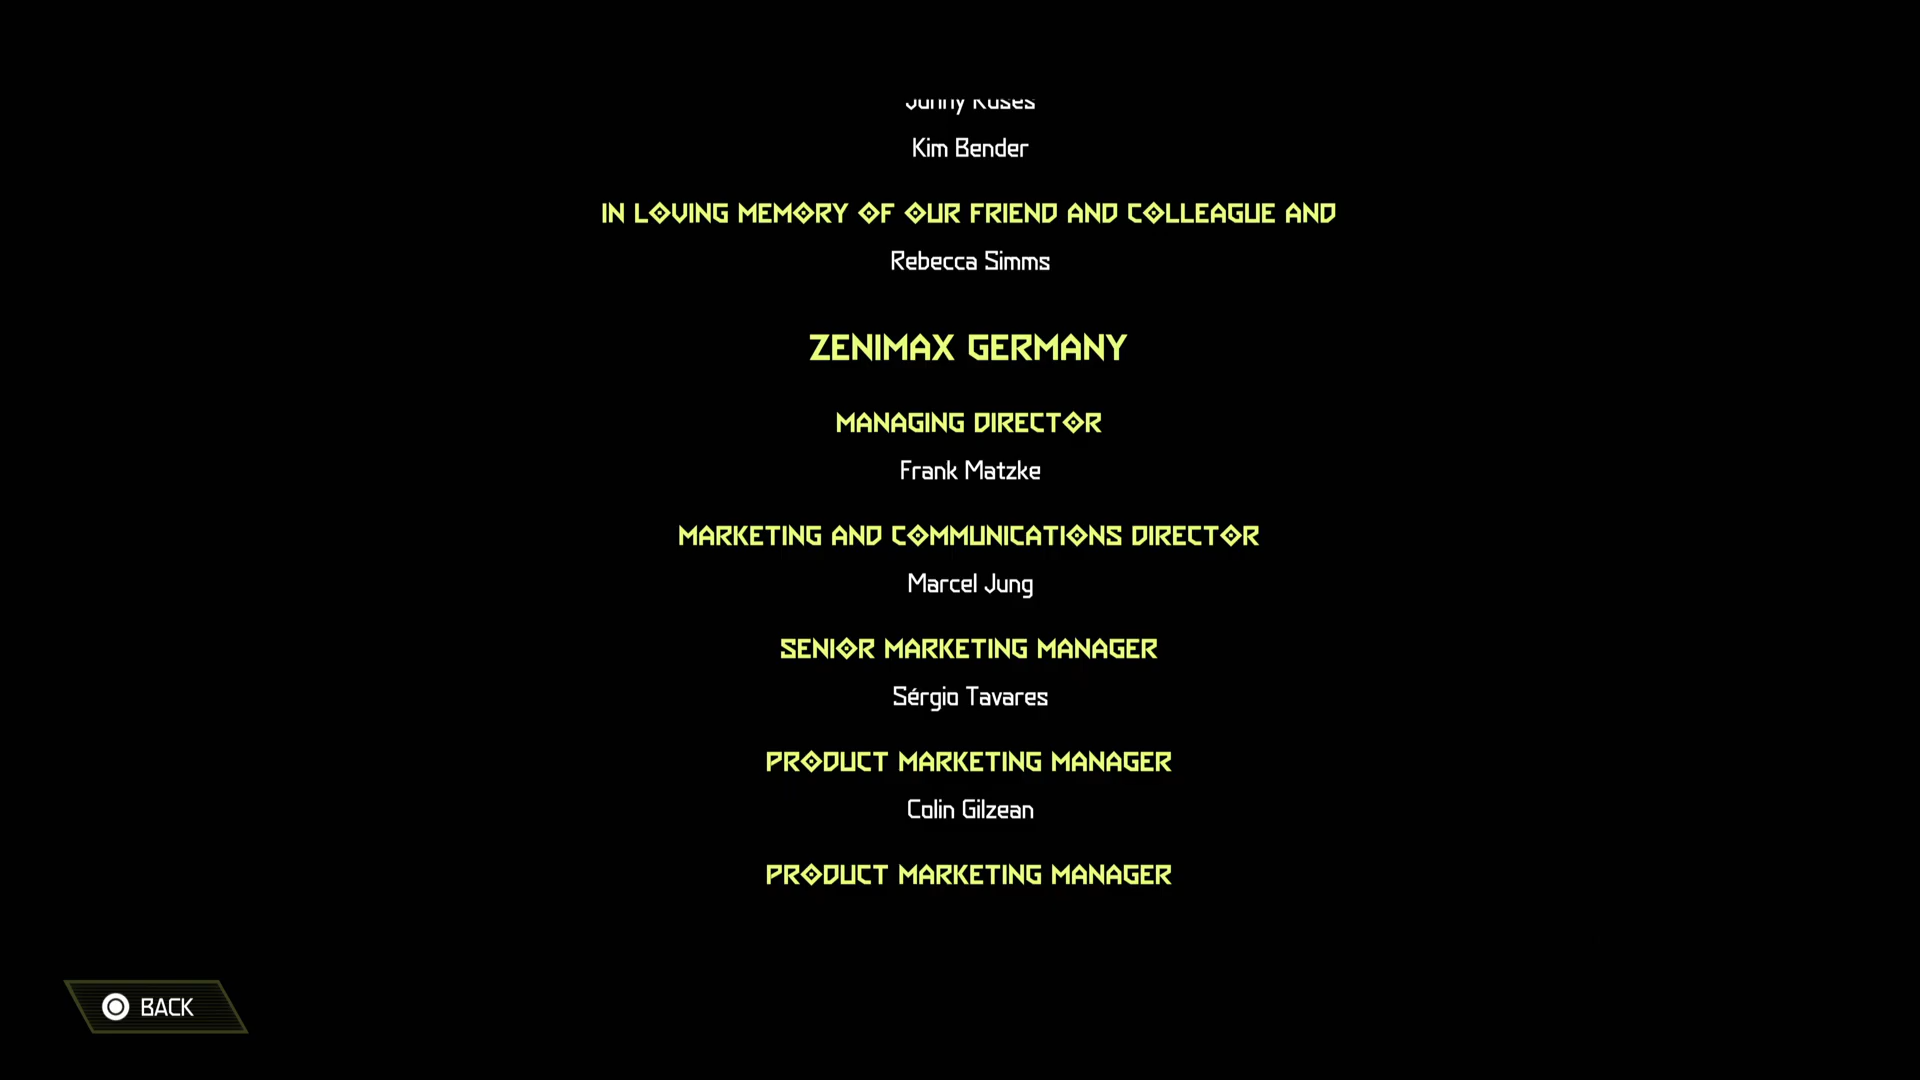 Kim Bender
IN LOVING MEMORY OF OUR FRIEND AND COLLEAGUE AND
Rebecca Simms
ZENIMAX GERMANY
MANAGING DIRECTOR
Frank Matzke
MARKETING AND COMMUNICATIONS DIRECTOR
Marcel Jung
SENIOR MARKETING MANAGER
Sérgio Tavares
PRODUCT MARKETING MANAGER
Colin Gilzean
PRODUCT MARKETING MANAGER
BACK